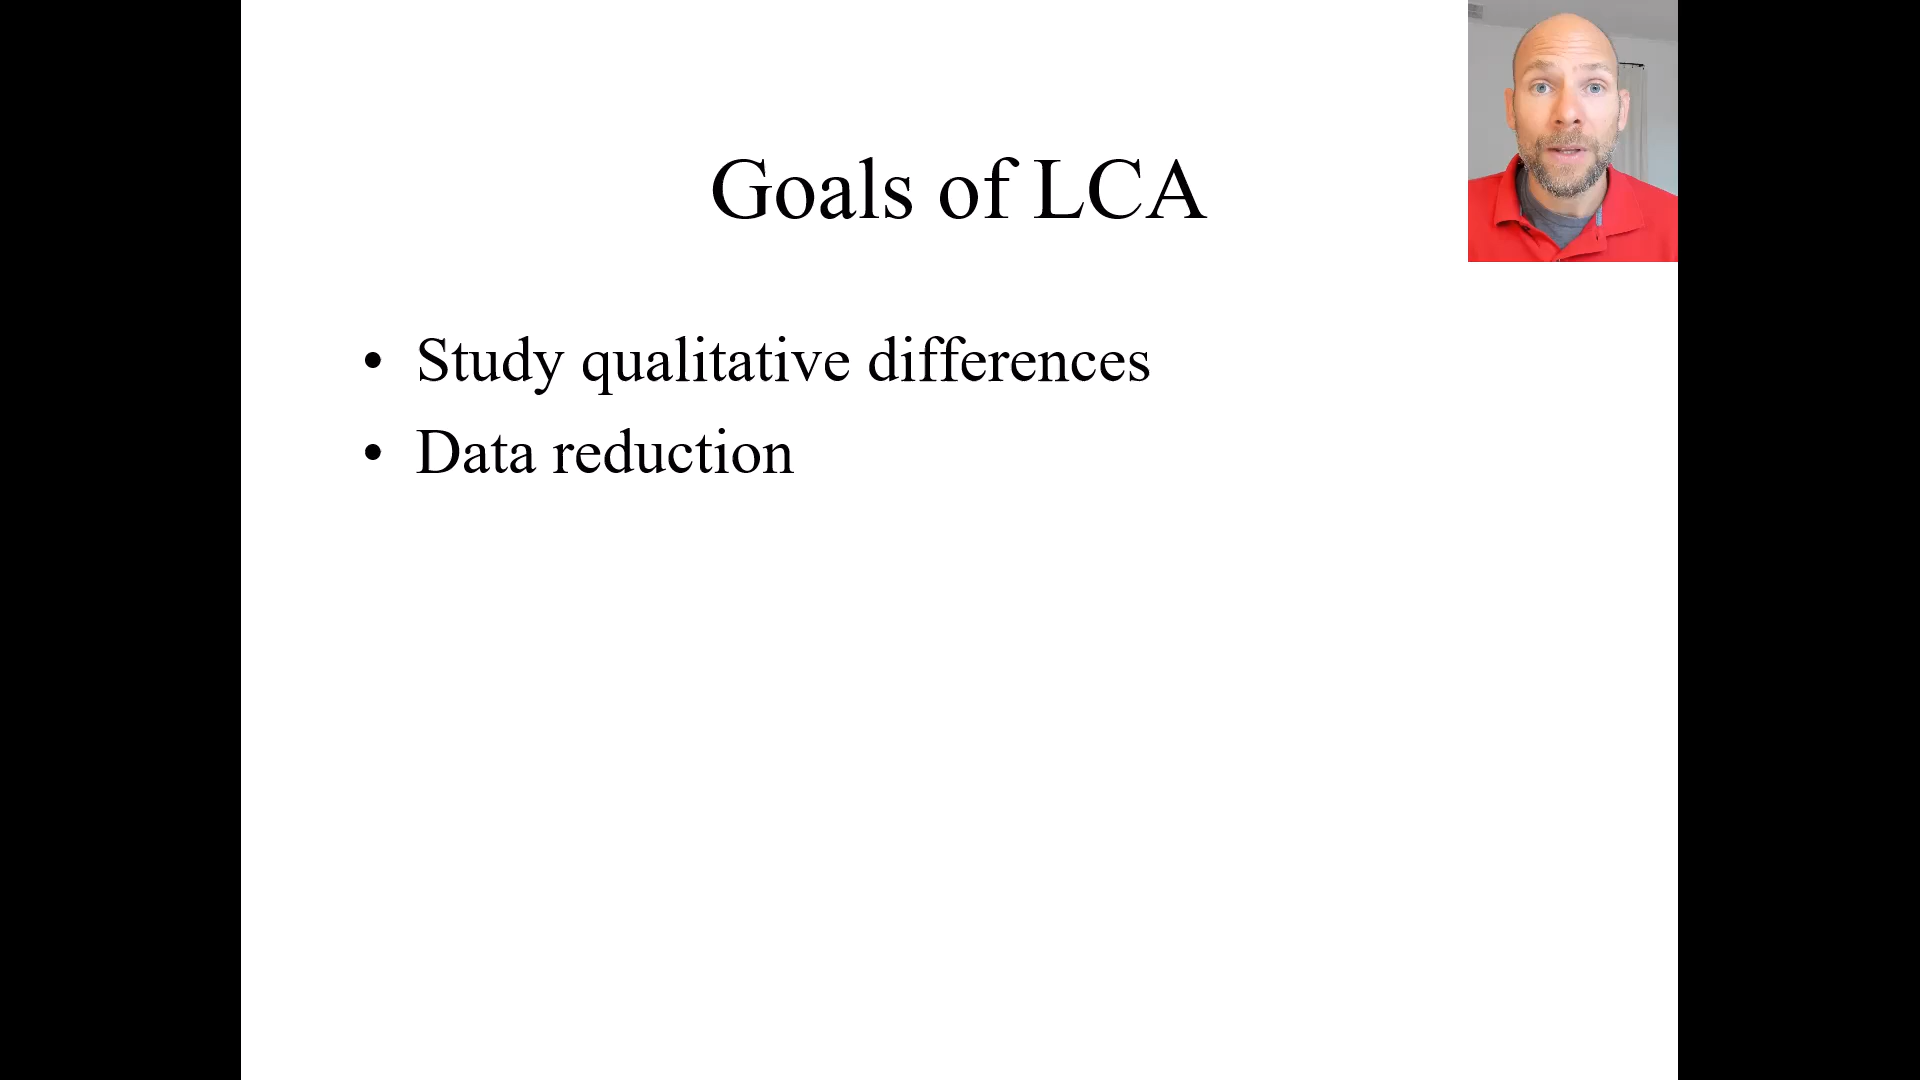 Goals of LCA
• Study qualitative differences
• Data reduction